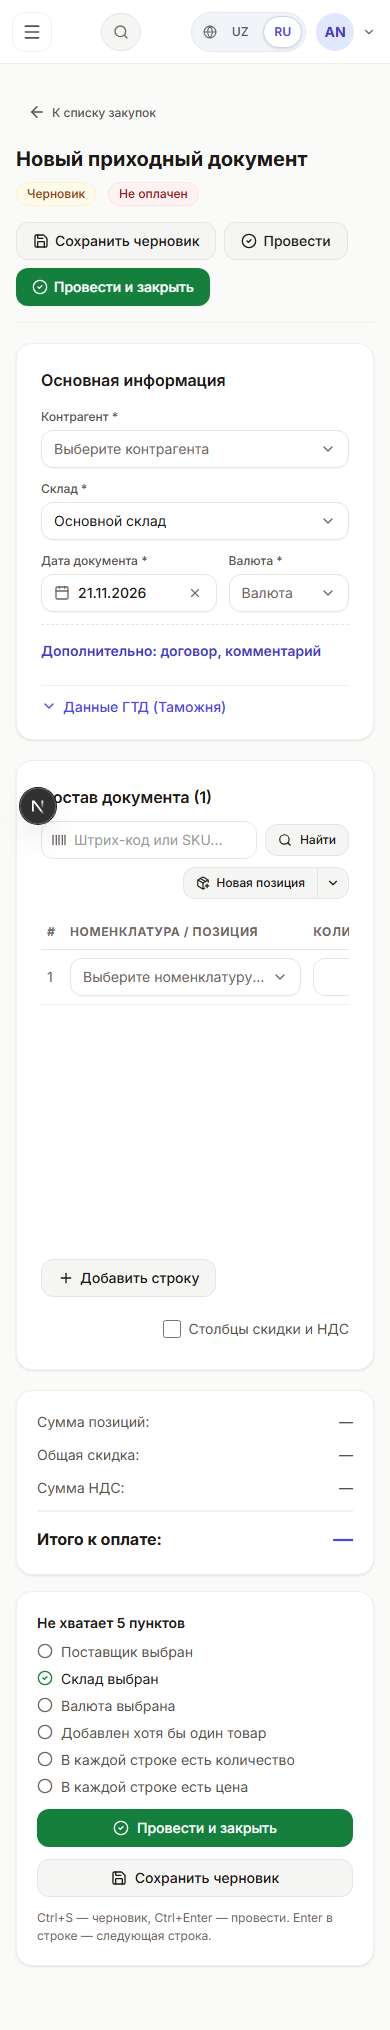 UZ
RU
AN
К списку закупок
Новый приходный документ
Черновик
Не оплачен
Сохранить черновик
Провести
Провести и закрыть
Основная информация
Контрагент *
Выберите контрагента
Склад *
Основной склад
Дата документа *
Валюта *
21.11.2026
Валюта
Дополнительно: договор, комментарий
Данные ГТД (Таможня)
N
остав документа (1)
Штрих-код или SKU...
Найти
Новая позиция
# НОМЕНКЛАТУРА / ПОЗИЦИЯ КОЛИ
1 Выберите номенклатуру...
Добавить строку
Столбцы скидки и НДС
Сумма позиций: —
Общая скидка: —
Сумма НДС: —
Итого к оплате: —
Не хватает 5 пунктов
Поставщик выбран
Склад выбран
Валюта выбрана
Добавлен хотя бы один товар
В каждой строке есть количество
В каждой строке есть цена
Провести и закрыть
Сохранить черновик
Ctrl+S — черновик, Ctrl+Enter — провести. Enter в
строке — следующая строка.